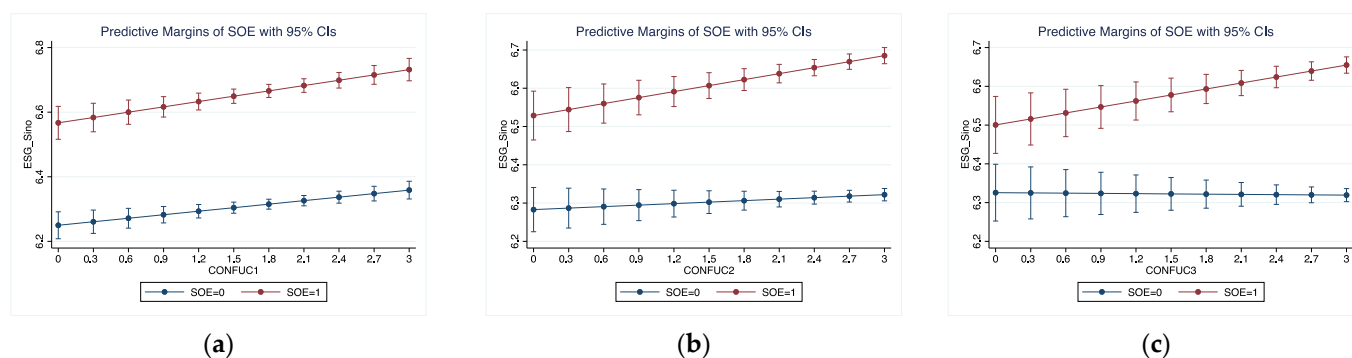 Predictive Margins of SOE with 95% CIs
ESG_Sino
6.8
6.6
6.4
6.2
0 0.3 0.6 0.9 1.2 1.5 1.8 2.1 2.4 2.7 3
CONFUC1
SOE=0 SOE=1
(a)
Predictive Margins of SOE with 95% CIs
ESG_Sino
6.7
6.6
6.5
6.4
6.3
6.2
0 0.3 0.6 0.9 1.2 1.5 1.8 2.1 2.4 2.7 3
CONFUC2
SOE=0 SOE=1
(b)
Predictive Margins of SOE with 95% CIs
ESG_Sino
6.7
6.6
6.5
6.4
6.3
6.2
0 0.3 0.6 0.9 1.2 1.5 1.8 2.1 2.4 2.7 3
CONFUC3
SOE=0 SOE=1
(c)